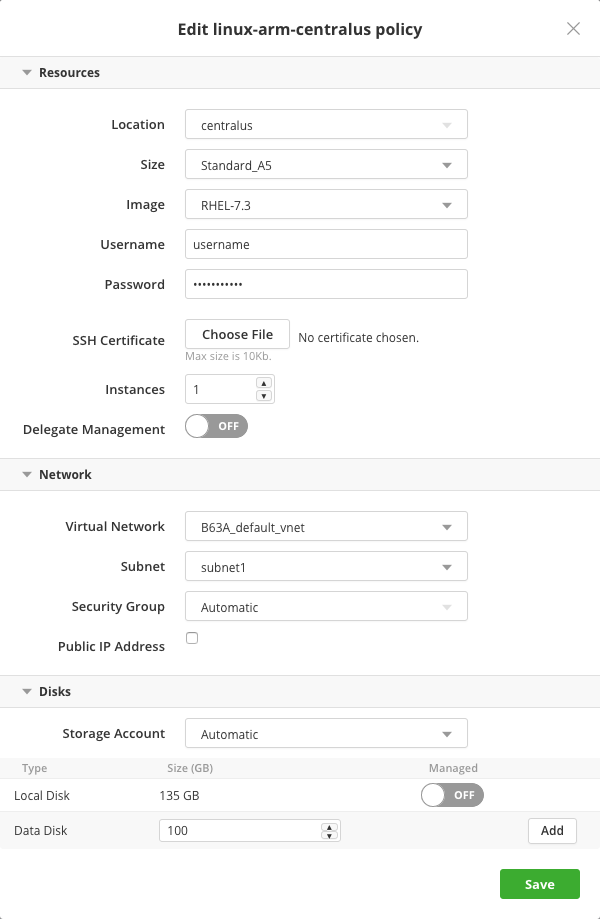 Edit linux-arm-centralus policy
Resources
Location centralus
Size Standard_A5
Image RHEL-7.3
Username username
Password •••••••••••
SSH Certificate Choose File No certificate chosen.
Max size is 10Kb.
Instances 1
Delegate Management OFF
Network
Virtual Network B63A_default_vnet
Subnet subnet1
Security Group Automatic
Public IP Address
Disks
Storage Account Automatic
Type Size (GB) Managed
Local Disk 135 GB OFF
Data Disk 100 Add
Save